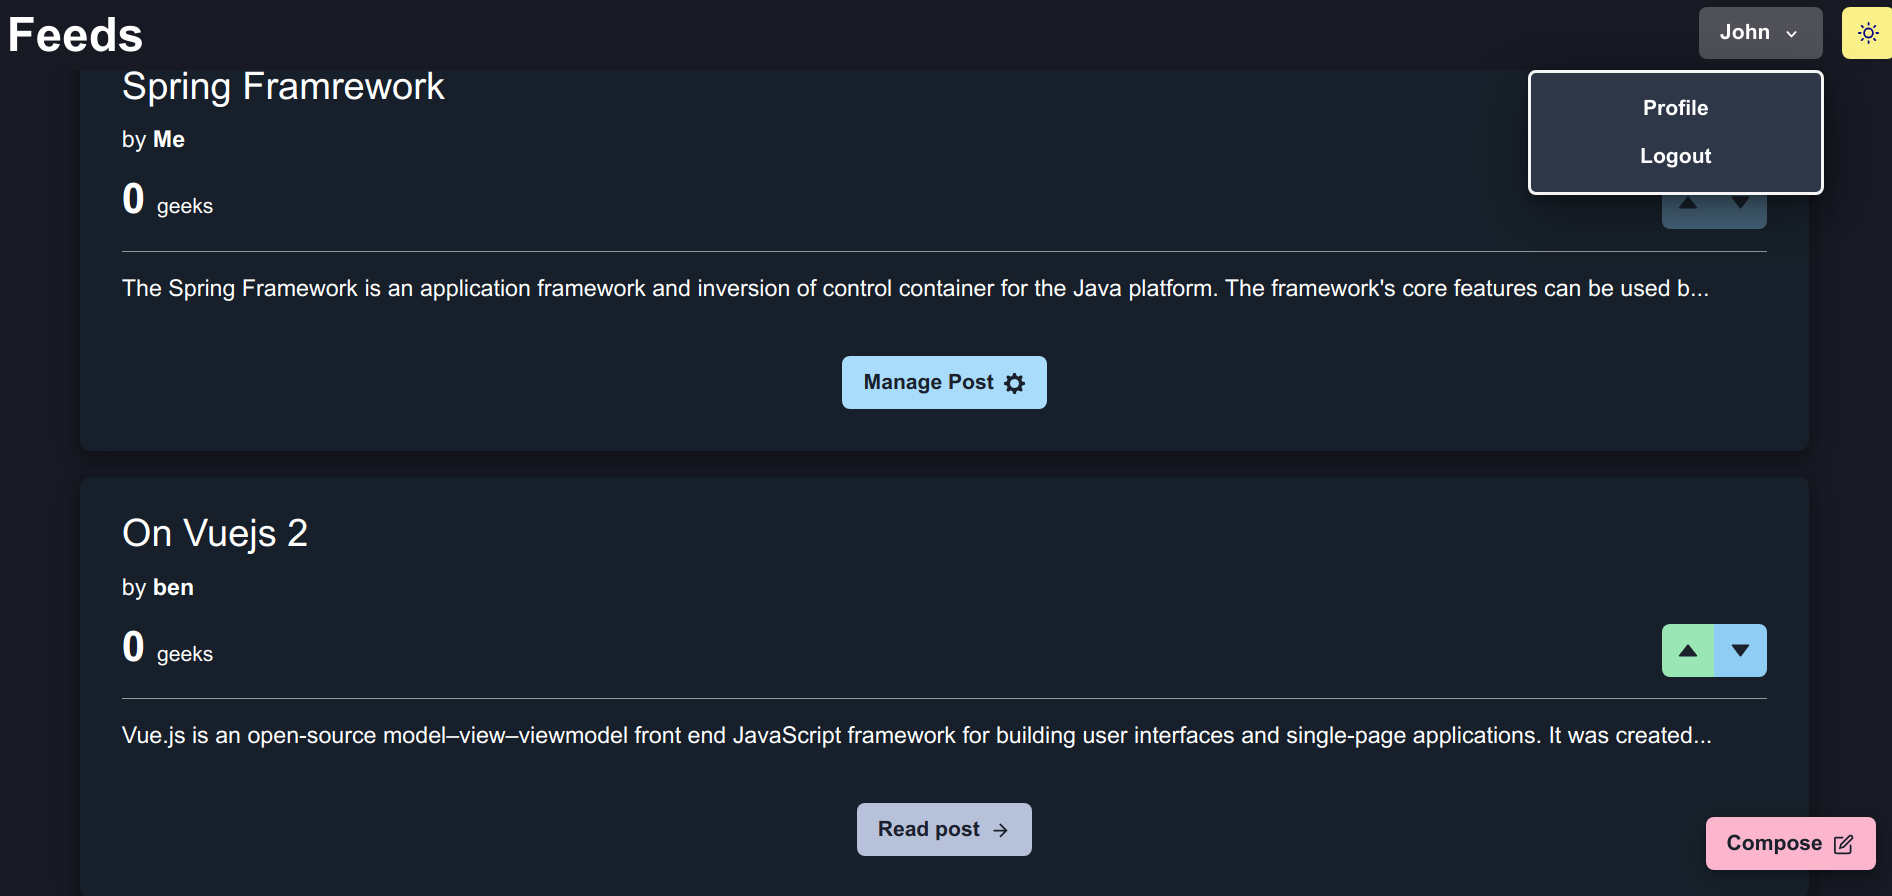 Feeds
John
Profile
Logout
Spring Framrework
by Me
0 geeks
The Spring Framework is an application framework and inversion of control container for the Java platform. The framework's core features can be used b...
Manage Post
On Vuejs 2
by ben
0 geeks
Vue.js is an open-source model–view–viewmodel front end JavaScript framework for building user interfaces and single-page applications. It was created...
Read post
Compose